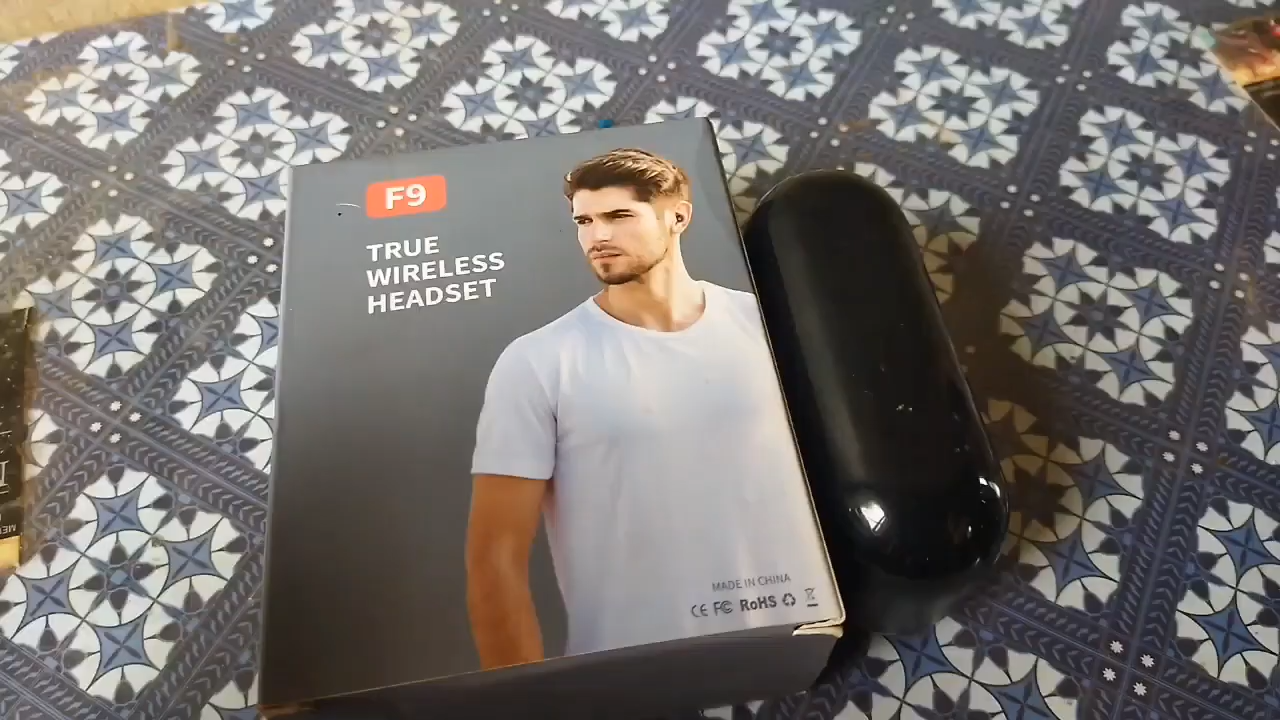 F9
TRUE
WIRELESS
HEADSET
MADE IN CHINA
CE FC RoHS